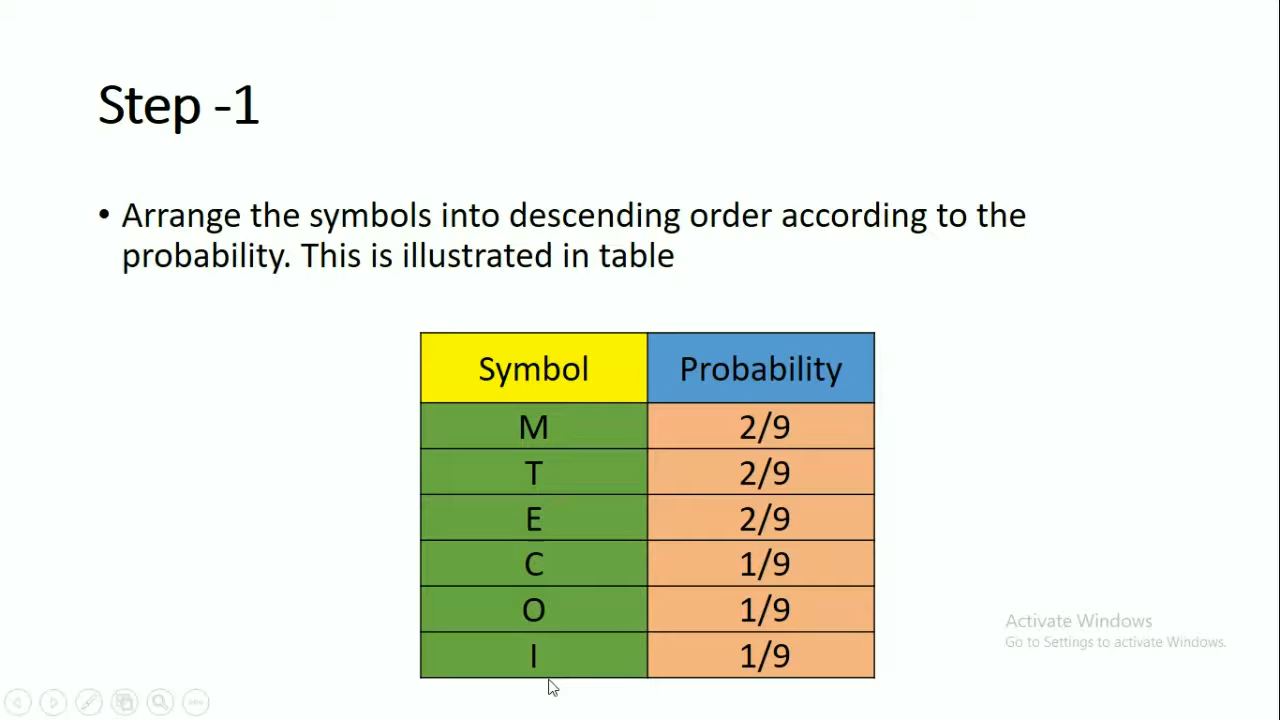 Step -1
• Arrange the symbols into descending order according to the
probability. This is illustrated in table
Symbol Probability
M 2/9
T 2/9
E 2/9
C 1/9
O 1/9
I 1/9
Activate Windows
Go to Settings to activate Windows.